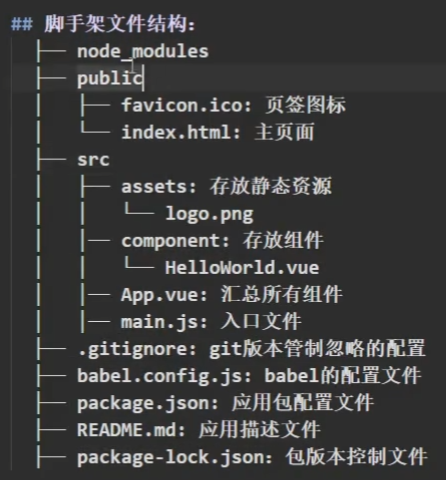 ## 脚手架文件结构:
├── node_modules
├── public
│   ├── favicon.ico: 页签图标
│   └── index.html: 主页面
├── src
│   ├── assets: 存放静态资源
│   │   └── logo.png
│   │── component: 存放组件
│   │   └── HelloWorld.vue
│   │── App.vue: 汇总所有组件
│   │── main.js: 入口文件
├── .gitignore: git版本管制忽略的配置
├── babel.config.js: babel的配置文件
├── package.json: 应用包配置文件
├── README.md: 应用描述文件
├── package-lock.json: 包版本控制文件